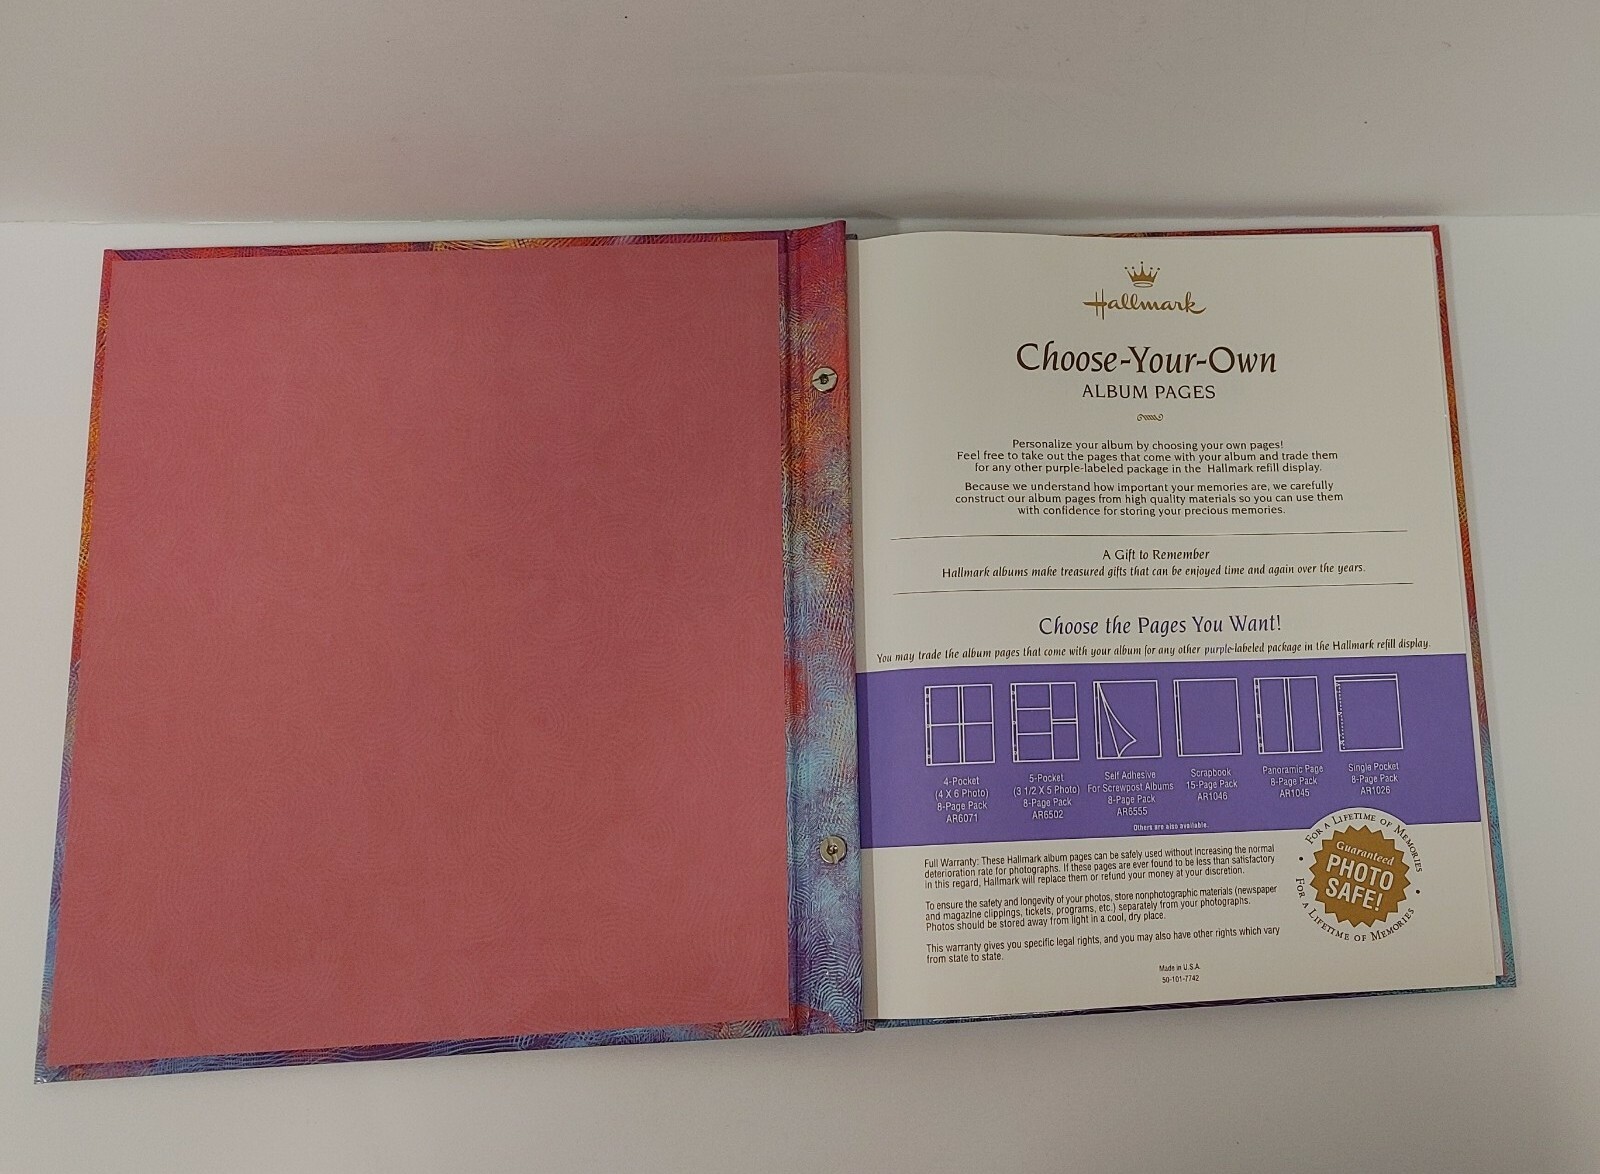 Hallmark
Choose-Your-Own
ALBUM PAGES
Personalize your album by choosing your own pages!
Feel free to take out the pages that come with your album and trade them
for any other purple-labeled package in the Hallmark refill display.
Because we understand how important your memories are, we carefully
construct our album pages from high quality materials so you can use them
with confidence for storing your precious memories.
A Gift to Remember
Hallmark albums make treasured gifts that can be enjoyed time and again over the years.
Choose the Pages You Want!
You may trade the album pages that come with your album for any other purple-labeled package in the Hallmark refill display.
4-Pocket
(4 X 6 Photo)
8-Page Pack
AR6071
5-Pocket
(3 1/2 X 5 Photo)
8-Page Pack
AR6502
Self Adhesive
For Screwpost Albums
8-Page Pack
AR6555
Scrapbook
15-Page Pack
AR1046
Panoramic Page
8-Page Pack
AR1045
Single Pocket
8-Page Pack
AR1026
Others are also available.
Full Warranty: These Hallmark album pages can be safely used without increasing the normal
deterioration rate for photographs. If these pages are ever found to be less than satisfactory
in this regard, Hallmark will replace them or refund your money at your discretion.
To ensure the safety and longevity of your photos, store nonphotographic materials (newspaper
and magazine clippings, tickets, programs, etc.) separately from your photographs.
Photos should be stored away from light in a cool, dry place.
This warranty gives you specific legal rights, and you may also have other rights which vary
from state to state.
FOR A LIFETIME OF MEMORIES
Guaranteed
PHOTO
SAFE!
FOR A LIFETIME OF MEMORIES
Made in U.S.A.
50-101-7742